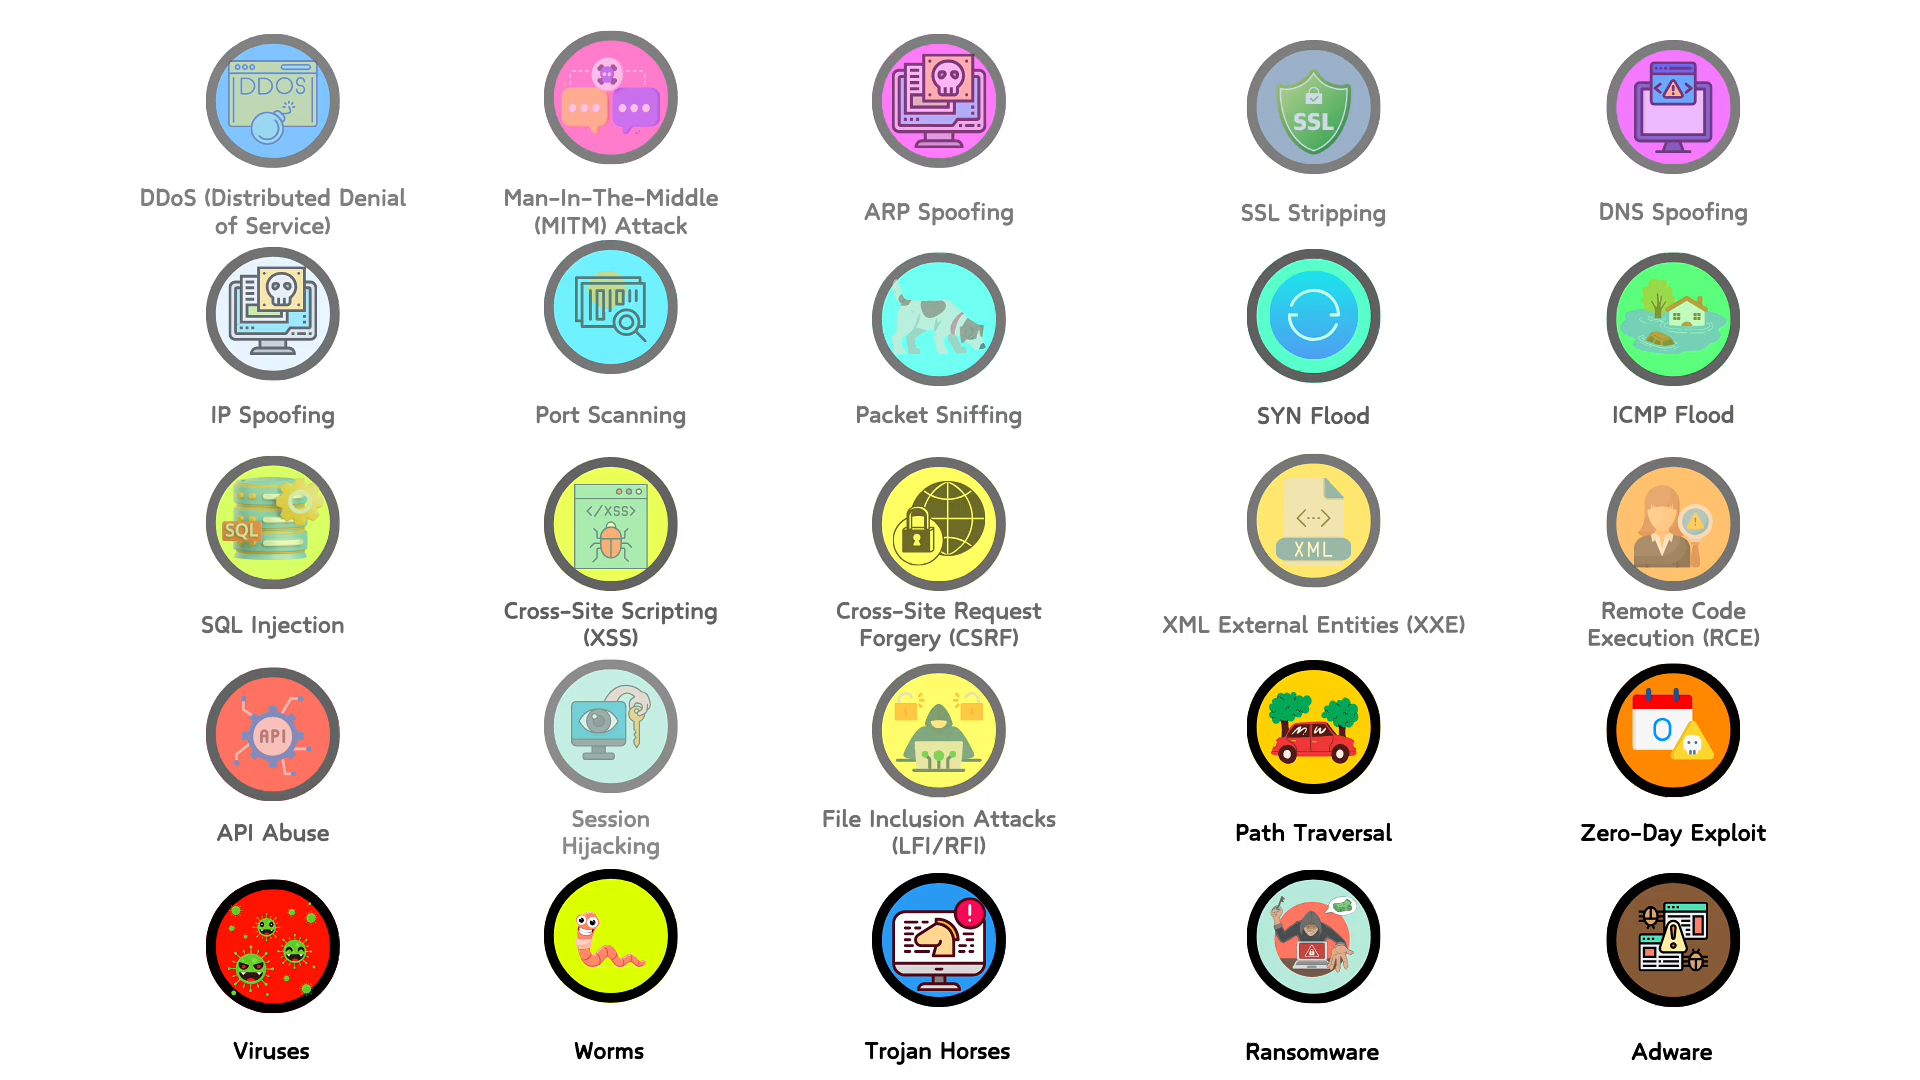 DDOS
SSL
DDoS (Distributed Denial
of Service)
Man-In-The-Middle
(MITM) Attack
ARP Spoofing
SSL Stripping
DNS Spoofing
IP Spoofing
Port Scanning
Packet Sniffing
SYN Flood
ICMP Flood
SQL
</XSS>
XML
SQL Injection
Cross-Site Scripting
(XSS)
Cross-Site Request
Forgery (CSRF)
XML External Entities (XXE)
Remote Code
Execution (RCE)
API
0
API Abuse
Session
Hijacking
File Inclusion Attacks
(LFI/RFI)
Path Traversal
Zero-Day Exploit
Viruses
Worms
Trojan Horses
Ransomware
Adware